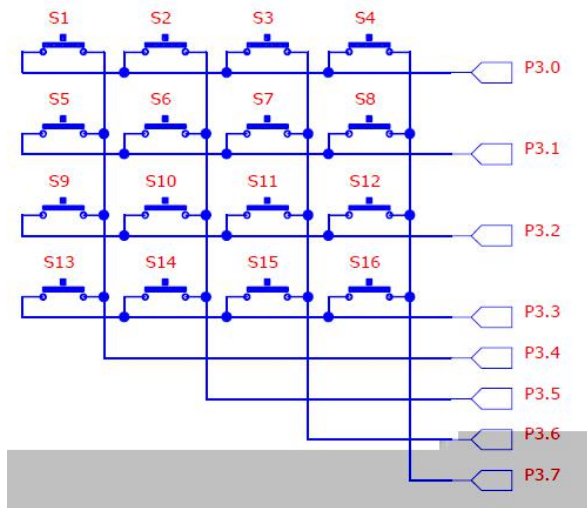 S1 S2 S3 S4
P3.0
S5 S6 S7 S8
P3.1
S9 S10 S11 S12
P3.2
S13 S14 S15 S16
P3.3
P3.4
P3.5
P3.6
P3.7